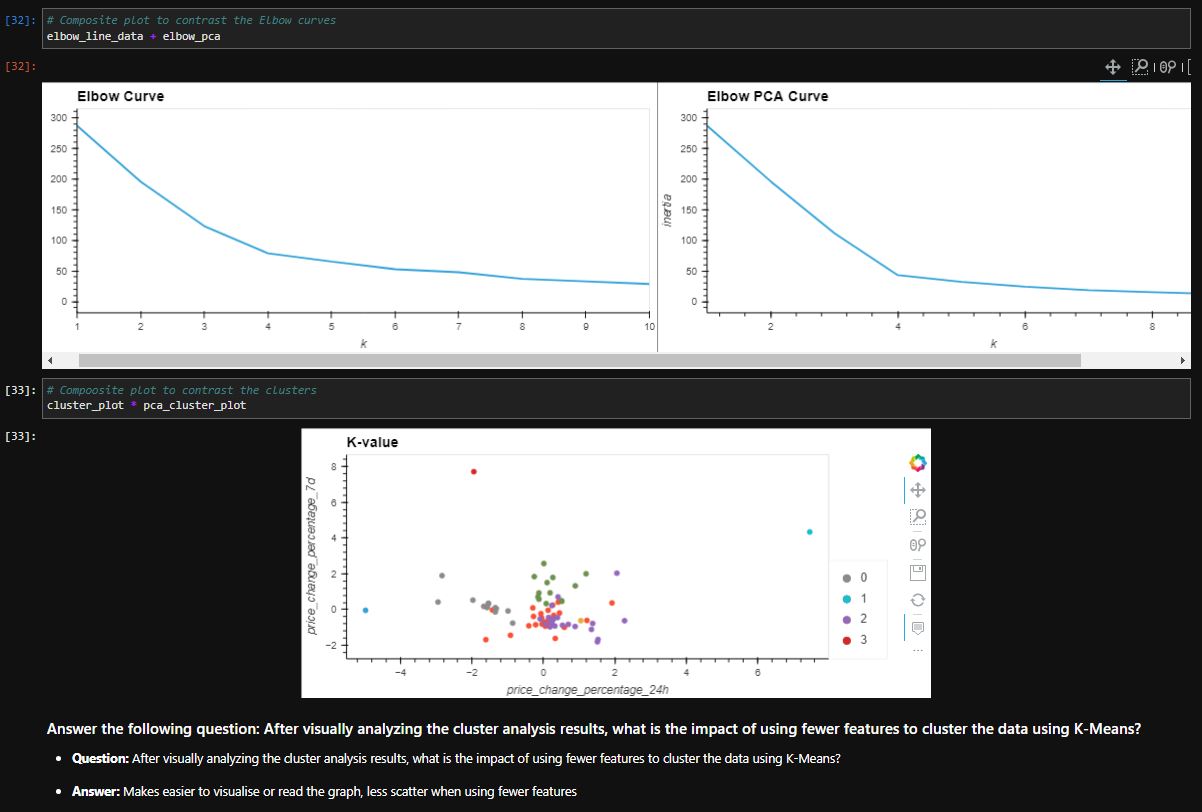 [32]: # Composite plot to contrast the Elbow curves
elbow_line_data + elbow_pca
[32]:
Elbow Curve
300
250
200
150
100
50
0
1 2 3 4 5 6 7 8 9 10
k
Elbow PCA Curve
inertia
300
250
200
150
100
50
0
2 4 6 8
k
[33]: # Compoosite plot to contrast the clusters
cluster_plot * pca_cluster_plot
[33]:
K-value
price_change_percentage_7d
8
6
4
2
0
−2
−4 −2 0 2 4 6
price_change_percentage_24h
0
1
2
3
Answer the following question: After visually analyzing the cluster analysis results, what is the impact of using fewer features to cluster the data using K-Means?
• Question: After visually analyzing the cluster analysis results, what is the impact of using fewer features to cluster the data using K-Means?
• Answer: Makes easier to visualise or read the graph, less scatter when using fewer features